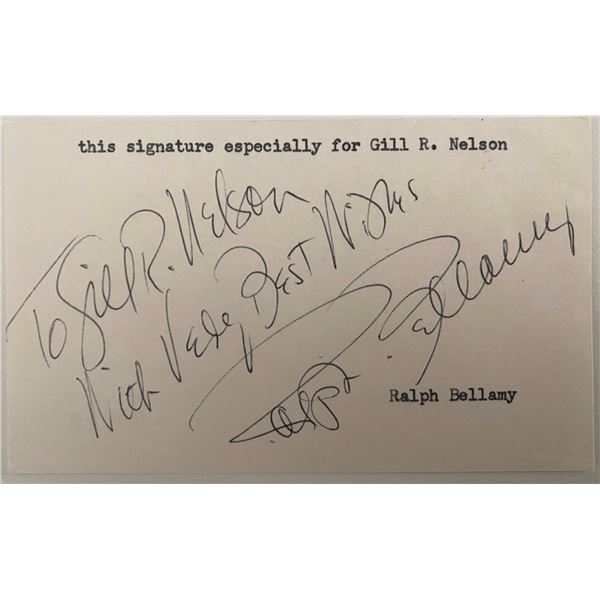 this signature especially for Gill R. Nelson
To Gill R. Nelson
With Very Best Wishes
Ralph Bellamy
Ralph Bellamy